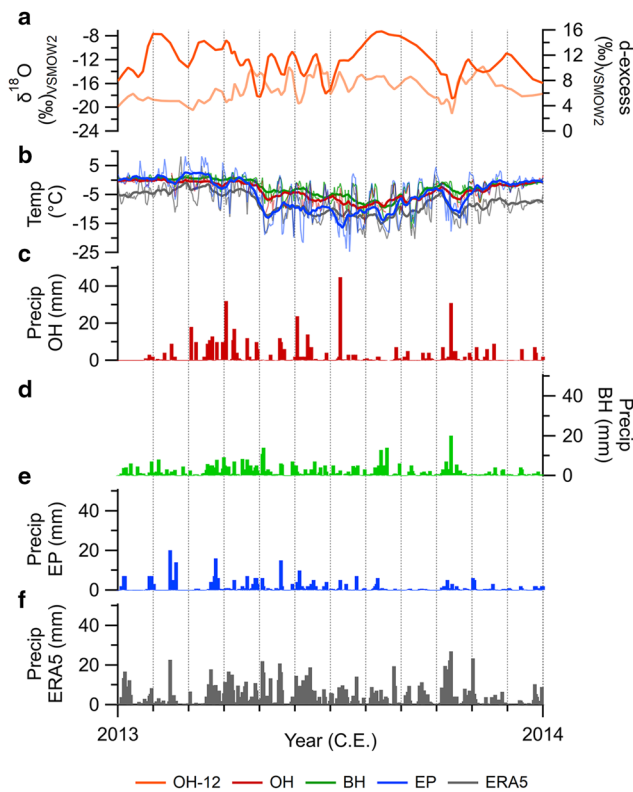 a
-8
-12
-16
-20
-24
δ18O
(‰)VSMOW2
16
12
8
4
0
d-excess
(‰)VSMOW2
b
5
-5
-15
-25
Temp
(°C)
c
40
20
0
Precip
OH (mm)
d
40
20
0
Precip
BH (mm)
e
40
20
0
Precip
EP (mm)
f
40
20
0
Precip
ERA5 (mm)
2013
Year (C.E.)
2014
OH-12 OH BH EP ERA5